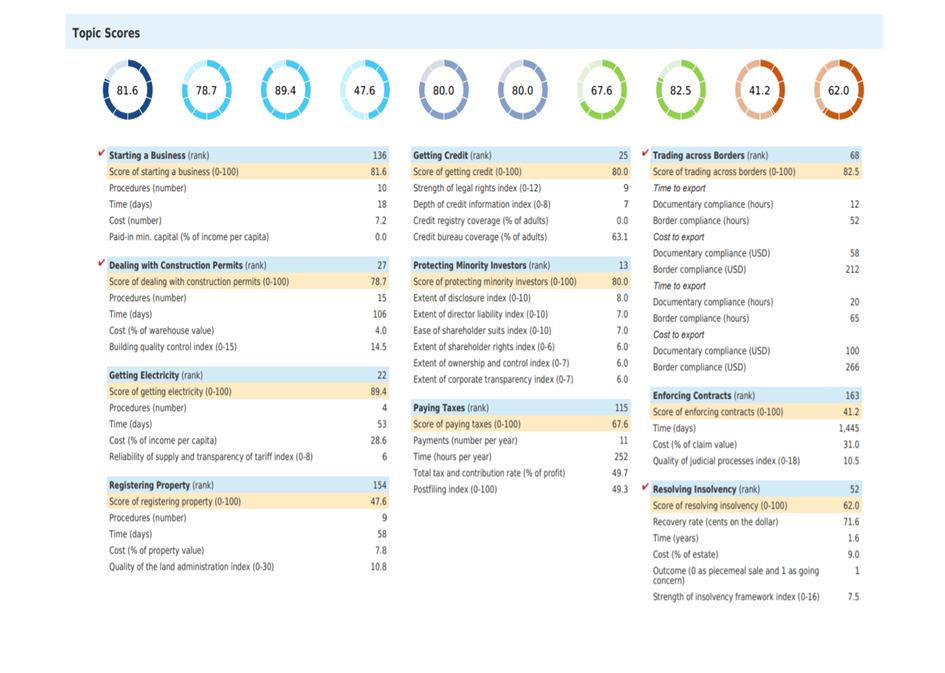 Topic Scores
81.6 78.7 89.4 47.6 80.0 80.0 67.6 82.5 41.2 62.0
Starting a Business (rank) 136
Score of starting a business (0-100) 81.6
Procedures (number) 10
Time (days) 18
Cost (number) 7.2
Paid-in min. capital (% of income per capita) 0.0
Dealing with Construction Permits (rank) 27
Score of dealing with construction permits (0-100) 78.7
Procedures (number) 15
Time (days) 106
Cost (% of warehouse value) 4.0
Building quality control index (0-15) 14.5
Getting Electricity (rank) 22
Score of getting electricity (0-100) 89.4
Procedures (number) 4
Time (days) 53
Cost (% of income per capita) 28.6
Reliability of supply and transparency of tariff index (0-8) 6
Registering Property (rank) 154
Score of registering property (0-100) 47.6
Procedures (number) 9
Time (days) 58
Cost (% of property value) 7.8
Quality of the land administration index (0-30) 10.8
Getting Credit (rank) 25
Score of getting credit (0-100) 80.0
Strength of legal rights index (0-12) 9
Depth of credit information index (0-8) 7
Credit registry coverage (% of adults) 0.0
Credit bureau coverage (% of adults) 63.1
Protecting Minority Investors (rank) 13
Score of protecting minority investors (0-100) 80.0
Extent of disclosure index (0-10) 8.0
Extent of director liability index (0-10) 7.0
Ease of shareholder suits index (0-10) 7.0
Extent of shareholder rights index (0-6) 6.0
Extent of ownership and control index (0-7) 6.0
Extent of corporate transparency index (0-7) 6.0
Paying Taxes (rank) 115
Score of paying taxes (0-100) 67.6
Payments (number per year) 11
Time (hours per year) 252
Total tax and contribution rate (% of profit) 49.7
Postfiling index (0-100) 49.3
Trading across Borders (rank) 68
Score of trading across borders (0-100) 82.5
Time to export
Documentary compliance (hours) 12
Border compliance (hours) 52
Cost to export
Documentary compliance (USD) 58
Border compliance (USD) 212
Time to export
Documentary compliance (hours) 20
Border compliance (hours) 65
Cost to export
Documentary compliance (USD) 100
Border compliance (USD) 266
Enforcing Contracts (rank) 163
Score of enforcing contracts (0-100) 41.2
Time (days) 1,445
Cost (% of claim value) 31.0
Quality of judicial processes index (0-18) 10.5
Resolving Insolvency (rank) 52
Score of resolving insolvency (0-100) 62.0
Recovery rate (cents on the dollar) 71.6
Time (years) 1.6
Cost (% of estate) 9.0
Outcome (0 as piecemeal sale and 1 as going 1
concern)
Strength of insolvency framework index (0-16) 7.5